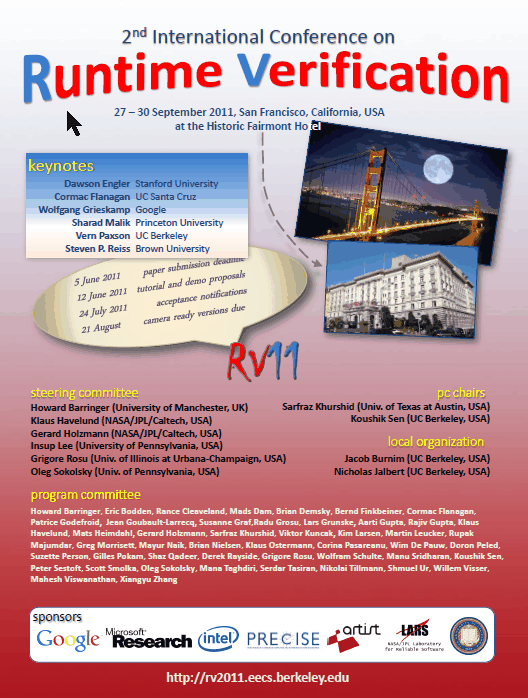 2nd International Conference on
Runtime Verification
27 – 30 September 2011, San Francisco, California, USA
at the Historic Fairmont Hotel
keynotes
Dawson Engler Stanford University
Cormac Flanagan UC Santa Cruz
Wolfgang Grieskamp Google
Sharad Malik Princeton University
Vern Paxson UC Berkeley
Steven P. Reiss Brown University
5 June 2011 paper submission deadline
12 June 2011 tutorial and demo proposals
24 July 2011 acceptance notifications
21 August camera ready versions due
RV11
steering committee
Howard Barringer (University of Manchester, UK)
Klaus Havelund (NASA/JPL/Caltech, USA)
Gerard Holzmann (NASA/JPL/Caltech, USA)
Insup Lee (University of Pennsylvania, USA)
Grigore Rosu (Univ. of Illinois at Urbana-Champaign, USA)
Oleg Sokolsky (Univ. of Pennsylvania, USA)
pc chairs
Sarfraz Khurshid (Univ. of Texas at Austin, USA)
Koushik Sen (UC Berkeley, USA)
local organization
Jacob Burnim (UC Berkeley, USA)
Nicholas Jalbert (UC Berkeley, USA)
program committee
Howard Barringer, Eric Bodden, Rance Cleaveland, Mads Dam, Brian Demsky, Bernd Finkbeiner, Cormac Flanagan,
Patrice Godefroid, Jean Goubault-Larrecq, Susanne Graf,Radu Grosu, Lars Grunske, Aarti Gupta, Rajiv Gupta, Klaus
Havelund, Mats Heimdahl, Gerard Holzmann, Sarfraz Khurshid, Viktor Kuncak, Kim Larsen, Martin Leucker, Rupak
Majumdar, Greg Morrisett, Mayur Naik, Brian Nielsen, Klaus Ostermann, Corina Pasareanu, Wim De Pauw, Doron Peled,
Suzette Person, Gilles Pokam, Shaz Qadeer, Derek Rayside, Grigore Rosu, Wolfram Schulte, Manu Sridharan, Koushik Sen,
Peter Sestoft, Scott Smolka, Oleg Sokolsky, Mana Taghdiri, Serdar Tasiran, Nikolai Tillmann, Shmuel Ur, Willem Visser,
Mahesh Viswanathan, Xiangyu Zhang
sponsors
Google
Microsoft
Research
intel
PRECISE
artist
LARS
NASA/JPL Laboratory
for Reliable Software
http://rv2011.eecs.berkeley.edu